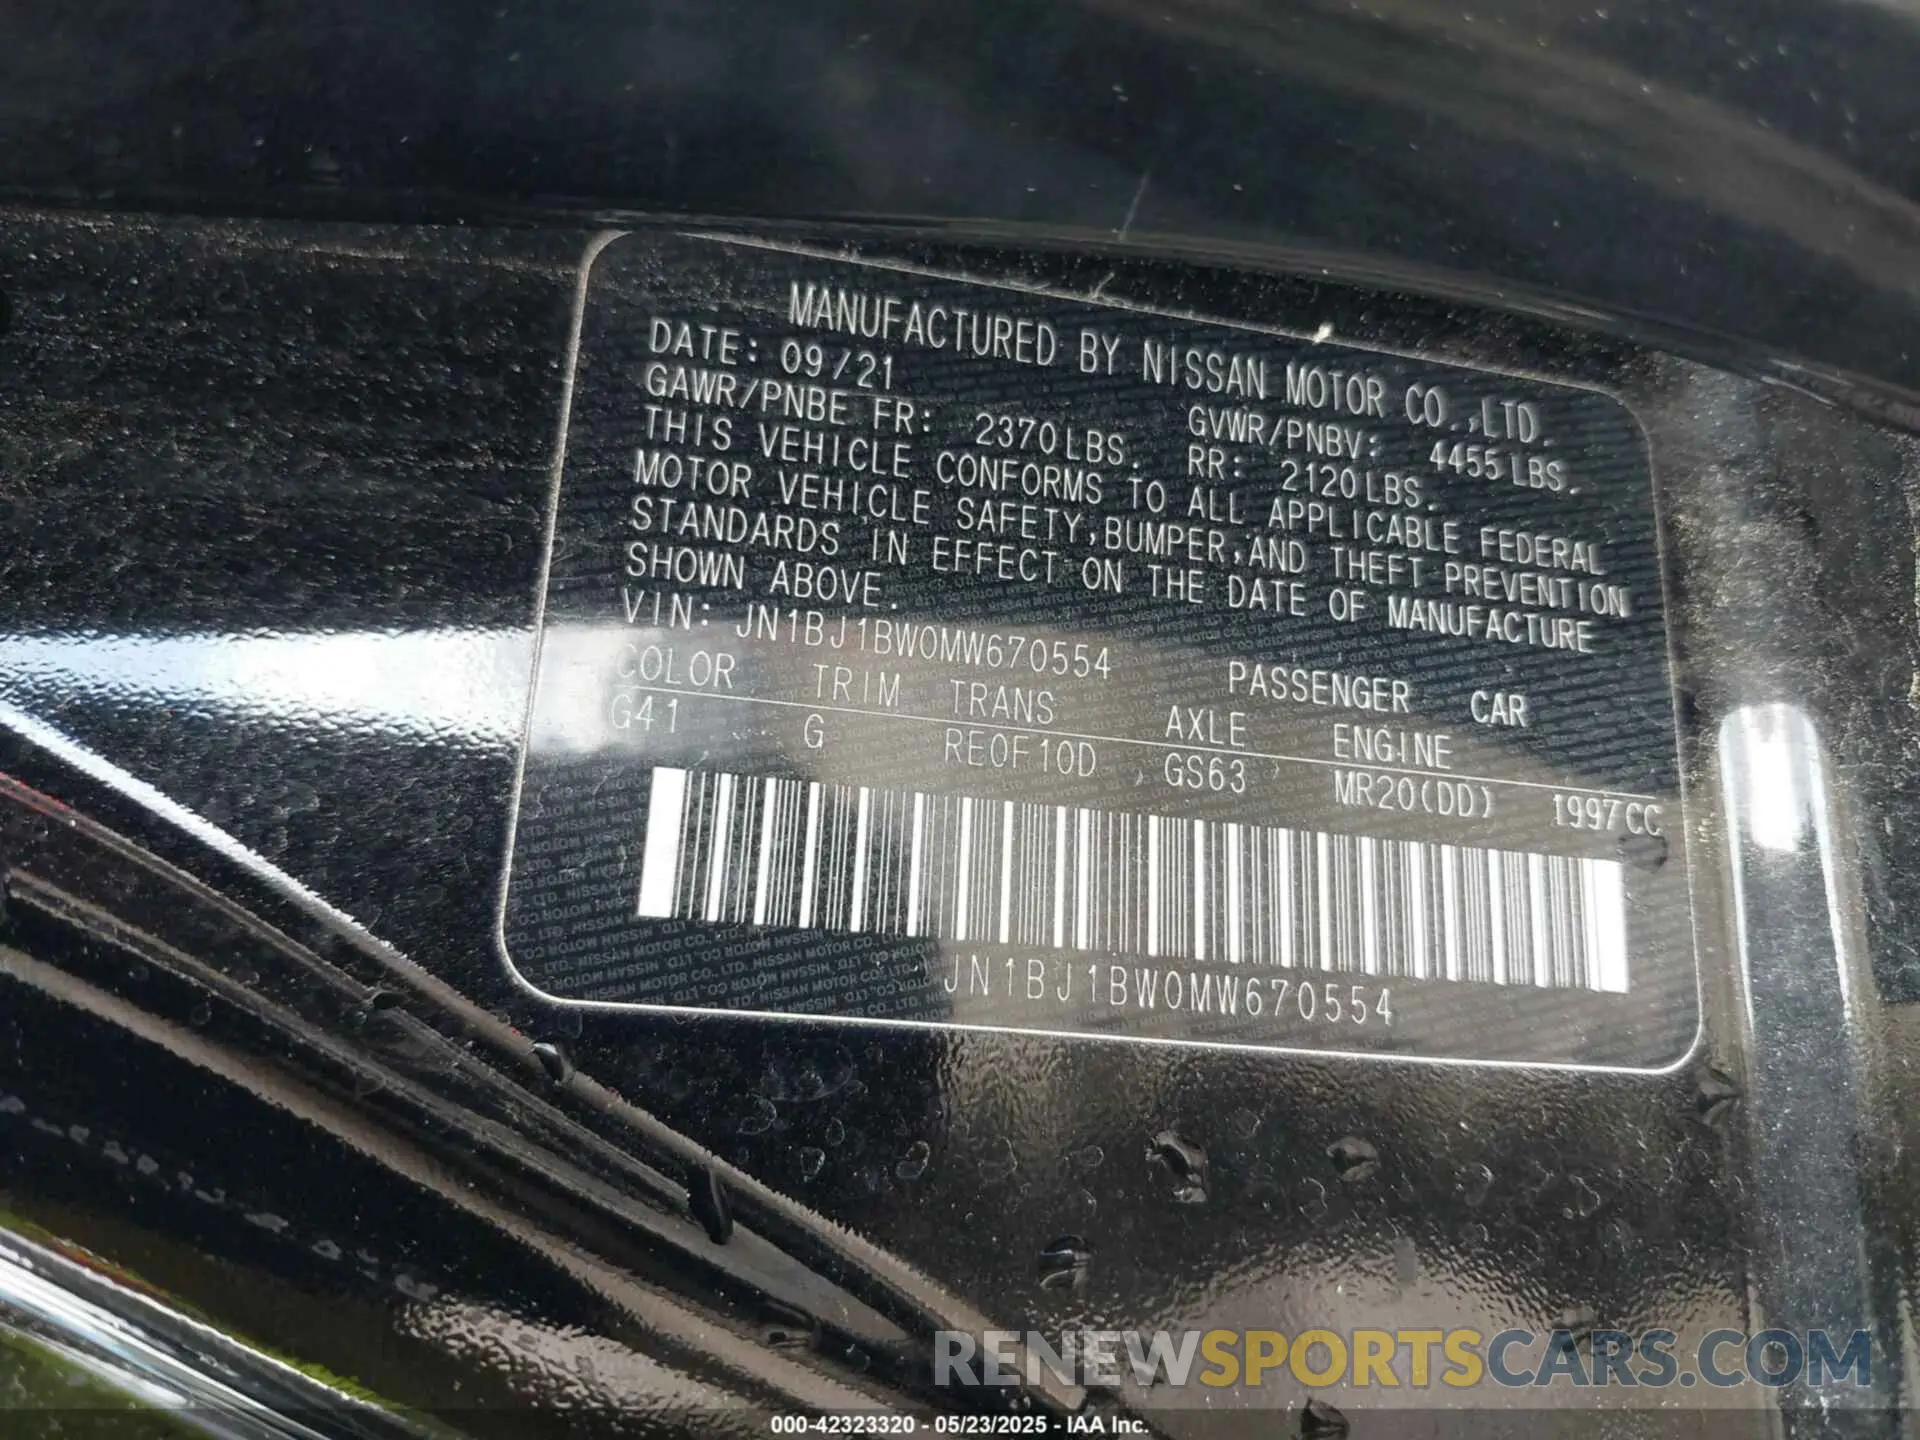 MANUFACTURED BY NISSAN MOTOR CO.,LTD.
DATE: 09/21 GVWR/PNBV: 4455LBS.
GAWR/PNBE FR: 2370LBS. RR: 2120LBS.
THIS VEHICLE CONFORMS TO ALL APPLICABLE FEDERAL
MOTOR VEHICLE SAFETY,BUMPER,AND THEFT PREVENTION
STANDARDS IN EFFECT ON THE DATE OF MANUFACTURE
SHOWN ABOVE.
VIN: JN1BJ1BW0MW670554 PASSENGER CAR
COLOR TRIM TRANS AXLE ENGINE
G41 G RE0F10D GS63 MR20(DD) 1997CC
JN1BJ1BW0MW670554
RENEWSPORTSCARS.COM
000-42323320 - 05/23/2025 - IAA Inc.